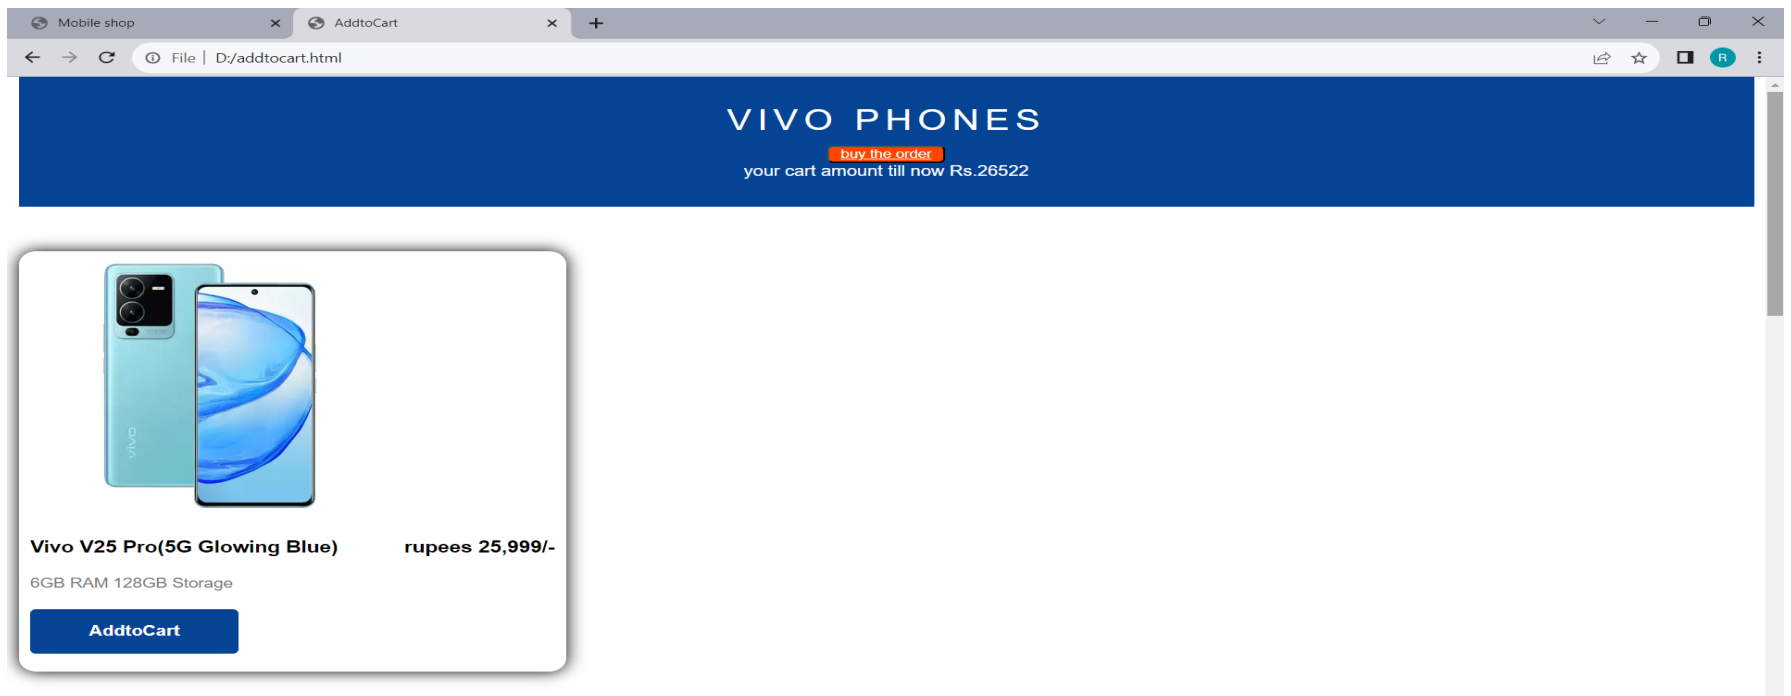 Mobile shop
AddtoCart
File | D:/addtocart.html
R
VIVO PHONES
buy the order
your cart amount till now Rs.26522
vivo
Vivo V25 Pro(5G Glowing Blue) rupees 25,999/-
6GB RAM 128GB Storage
AddtoCart